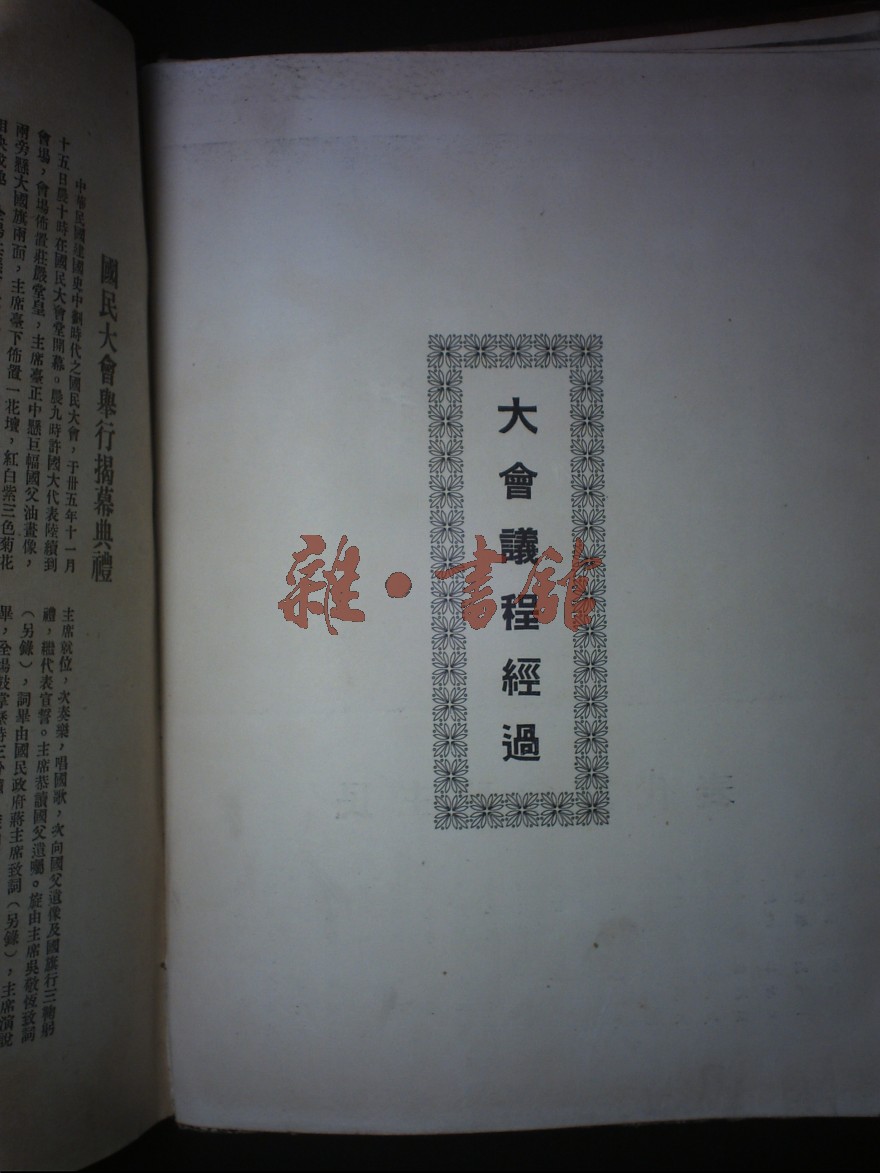 大會議程經過
雜·書館
國民大會舉行揭幕典禮
中華民國建國史中劃時代之國民大會，于卅五年十一月
十五日晨十時在國民大會堂開幕。晨九時許國大代表陸續到
會場，會場佈置莊嚴堂皇，主席臺正中懸巨幅國父油畫像，
兩旁懸大國旗兩面，主席臺下佈置一花壇，紅白紫三色菊花
主席就位，次奏樂，唱國歌，次向國父遺像及國旗行三鞠躬
禮，繼代表宣誓。主席恭讀國父遺囑。旋由主席吳敬恆致詞
（另錄），詞畢由國民政府蔣主席致詞（另錄），主席演說
畢，全場鼓掌歷時三分